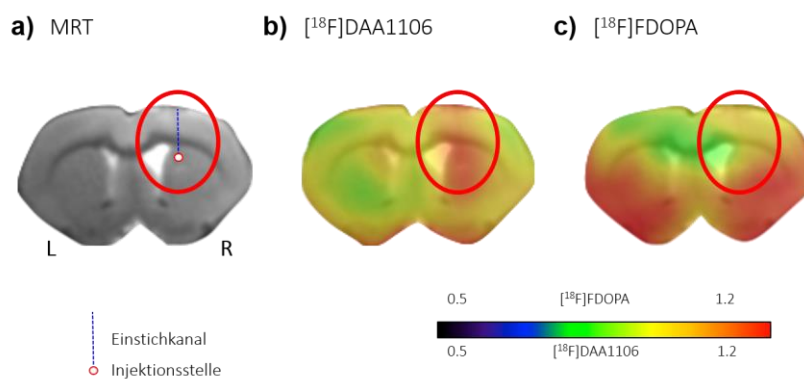 a) MRT
b) [¹⁸F]DAA1106
c) [¹⁸F]FDOPA
L
R
Einstichkanal
Injektionsstelle
0.5 [¹⁸F]FDOPA 1.2
0.5 [¹⁸F]DAA1106 1.2